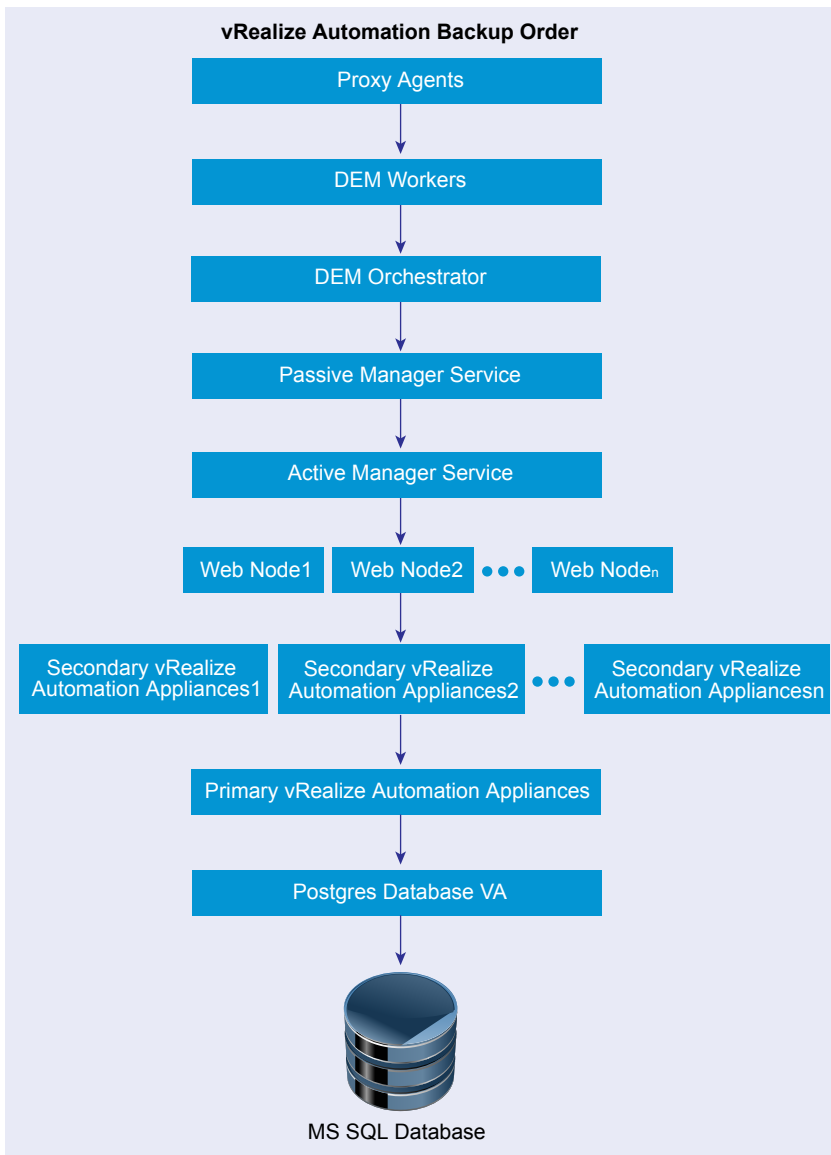 vRealize Automation Backup Order
Proxy Agents
DEM Workers
DEM Orchestrator
Passive Manager Service
Active Manager Service
Web Node1
Web Node2
Web Noden
Secondary vRealize
Automation Appliances1
Secondary vRealize
Automation Appliances2
Secondary vRealize
Automation Appliancesn
Primary vRealize Automation Appliances
Postgres Database VA
MS SQL Database